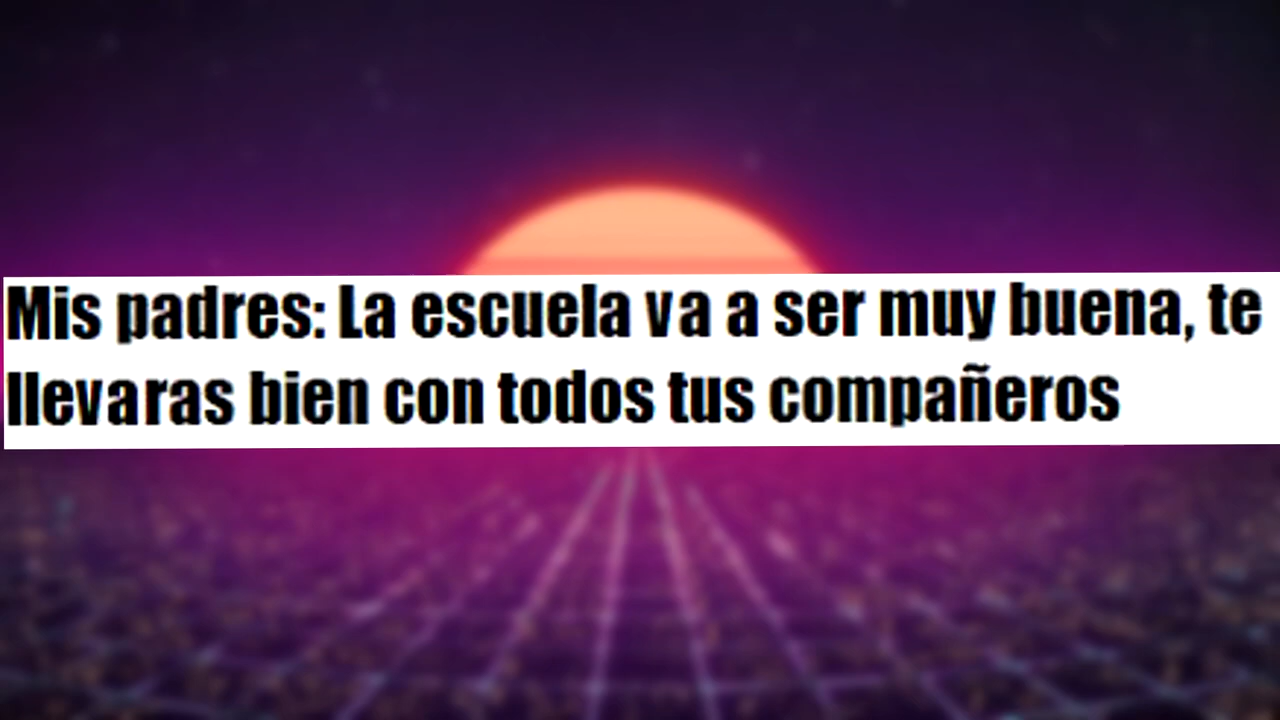 Mis padres: La escuela va a ser muy buena, te
llevaras bien con todos tus compañeros